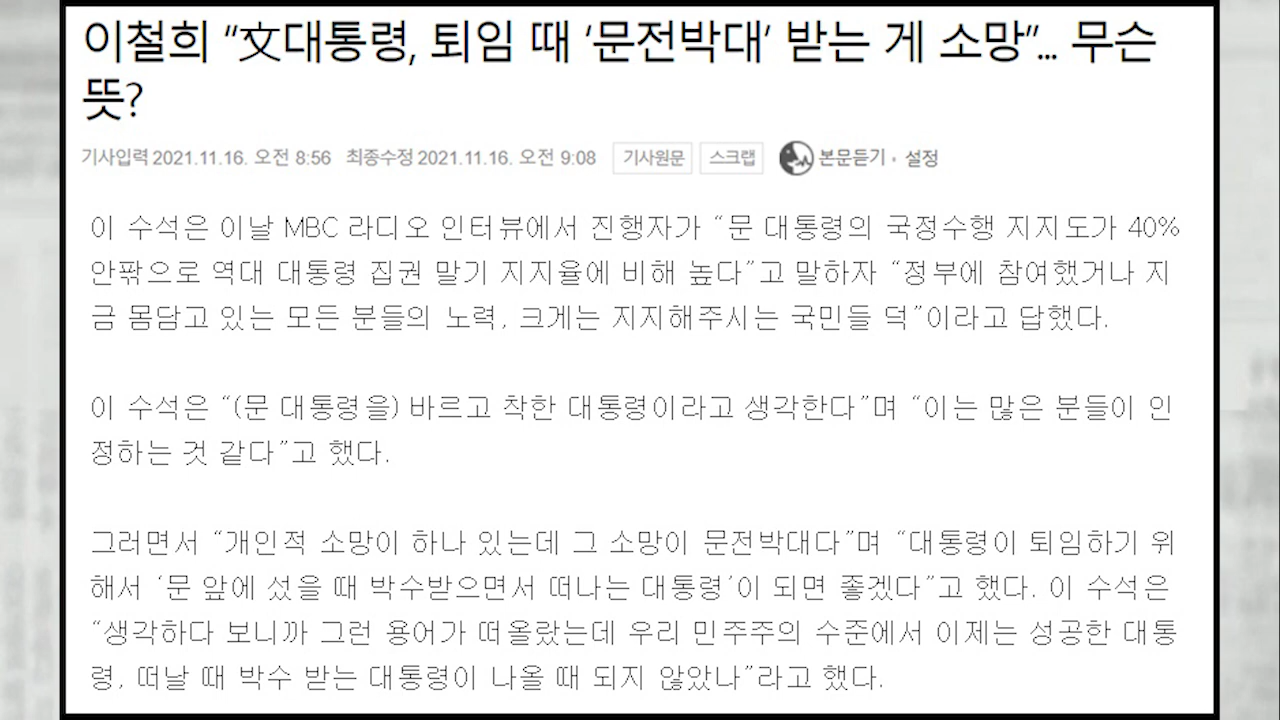 이철희 “文대통령, 퇴임 때 ‘문전박대’ 받는 게 소망”… 무슨
뜻?
기사입력 2021.11.16. 오전 8:56 최종수정 2021.11.16. 오전 9:08 기사원문 스크랩 본문듣기 · 설정
이 수석은 이날 MBC 라디오 인터뷰에서 진행자가 “문 대통령의 국정수행 지지도가 40%
안팎으로 역대 대통령 집권 말기 지지율에 비해 높다”고 말하자 “정부에 참여했거나 지
금 몸담고 있는 모든 분들의 노력, 크게는 지지해주시는 국민들 덕”이라고 답했다.
이 수석은 “(문 대통령을) 바르고 착한 대통령이라고 생각한다”며 “이는 많은 분들이 인
정하는 것 같다”고 했다.
그러면서 “개인적 소망이 하나 있는데 그 소망이 문전박대다”며 “대통령이 퇴임하기 위
해서 ‘문 앞에 섰을 때 박수받으면서 떠나는 대통령’이 되면 좋겠다”고 했다. 이 수석은
“생각하다 보니까 그런 용어가 떠올랐는데 우리 민주주의 수준에서 이제는 성공한 대통
령, 떠날 때 박수 받는 대통령이 나올 때 되지 않았나”라고 했다.